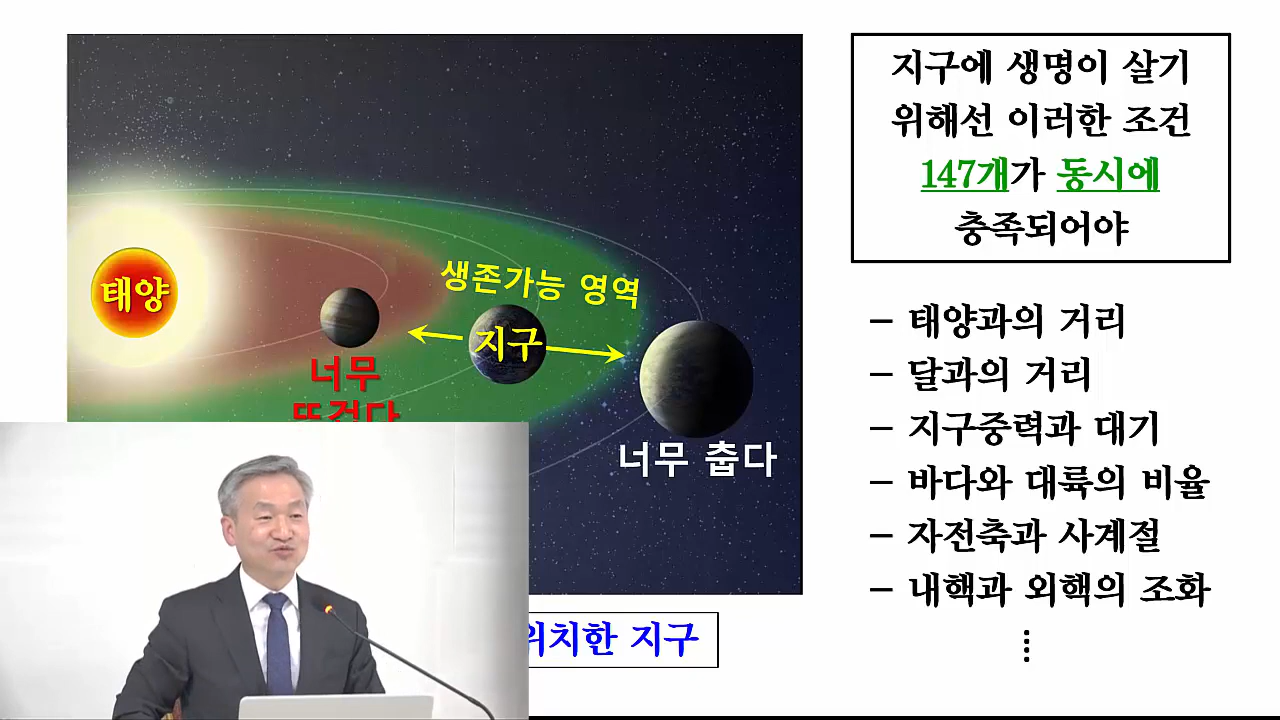 지구에 생명이 살기
위해선 이러한 조건
147개가 동시에
충족되어야
태양
생존가능 영역
지구
너무
뜨겁다
너무 춥다
– 태양과의 거리
– 달과의 거리
– 지구중력과 대기
– 바다와 대륙의 비율
– 자전축과 사계절
– 내핵과 외핵의 조화
⋮
위치한 지구